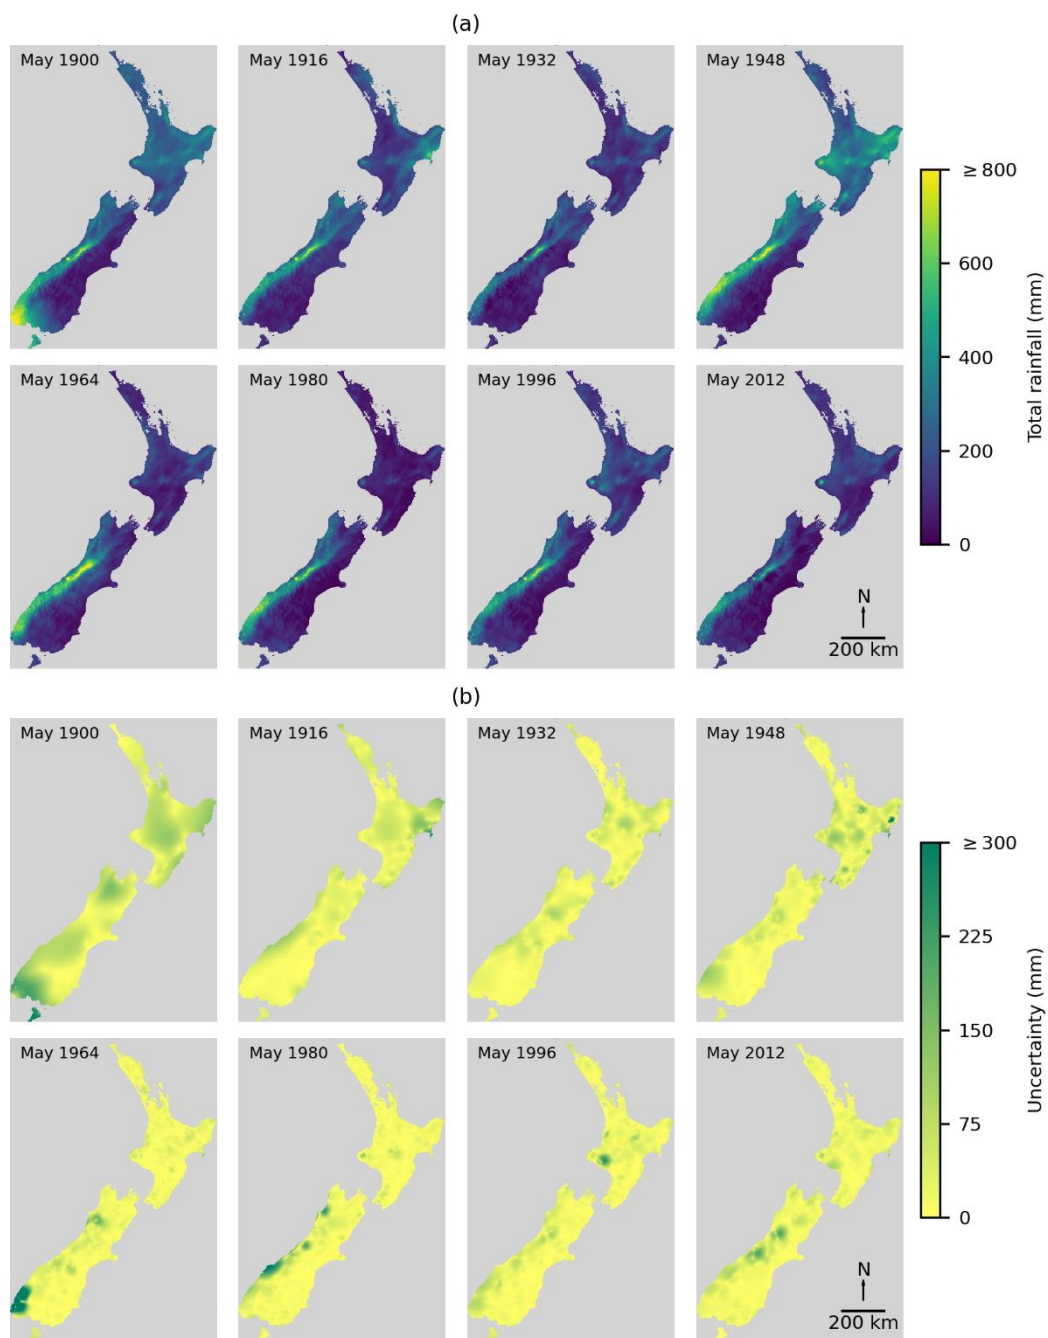 (a)
May 1900
May 1916
May 1932
May 1948
May 1964
May 1980
May 1996
May 2012
N
200 km
≥ 800
600
400
200
0
Total rainfall (mm)
(b)
May 1900
May 1916
May 1932
May 1948
May 1964
May 1980
May 1996
May 2012
N
200 km
≥ 300
225
150
75
0
Uncertainty (mm)